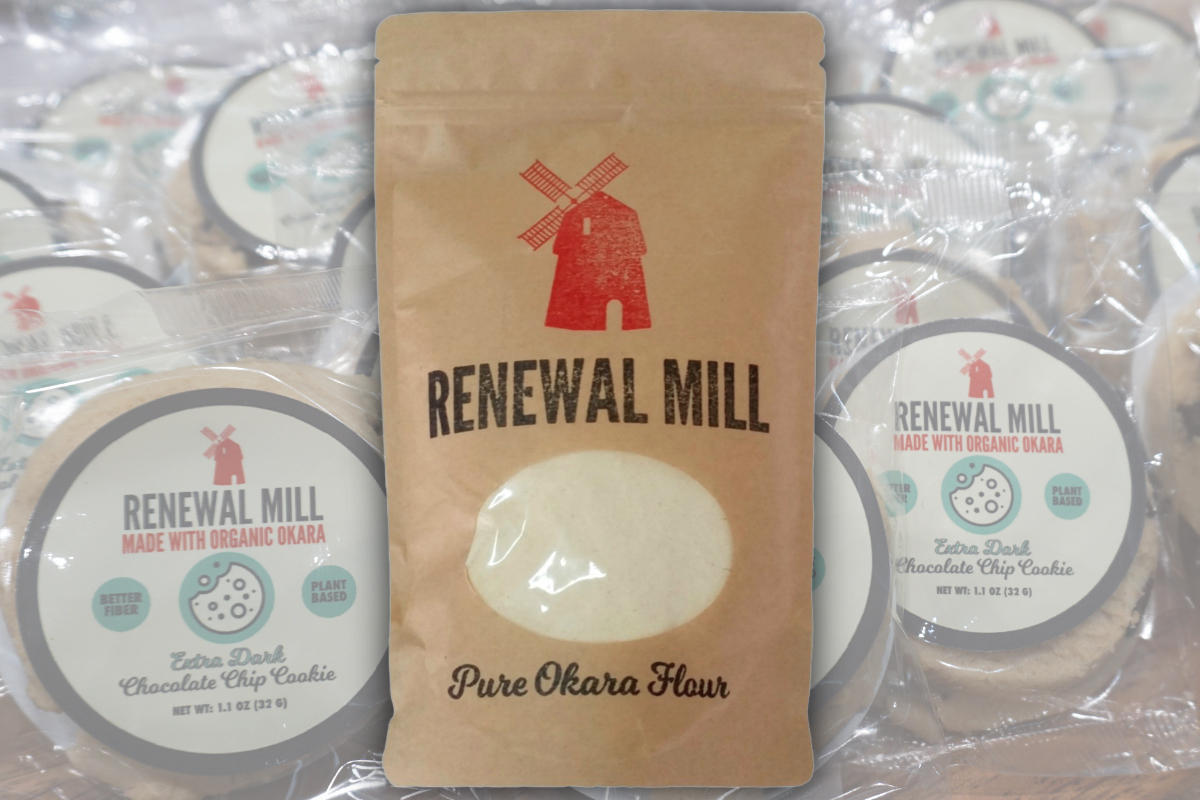 RENEWAL MILL
Pure Okara Flour
RENEWAL MILL
MADE WITH ORGANIC OKARA
BETTER
FIBER
PLANT
BASED
Extra Dark
Chocolate Chip Cookie
NET WT: 1.1 OZ (32 G)
RENEWAL MILL
MADE WITH ORGANIC OKARA
PLANT
BASED
Extra Dark
Chocolate Chip Cookie
NET WT: 1.1 OZ (32 G)
RENEWAL MILL